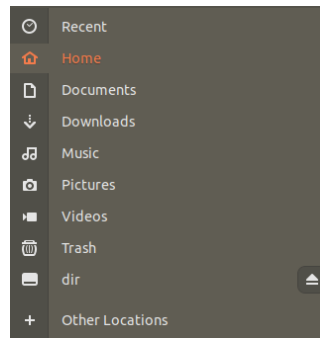 Recent
Home
Documents
Downloads
Music
Pictures
Videos
Trash
dir
Other Locations